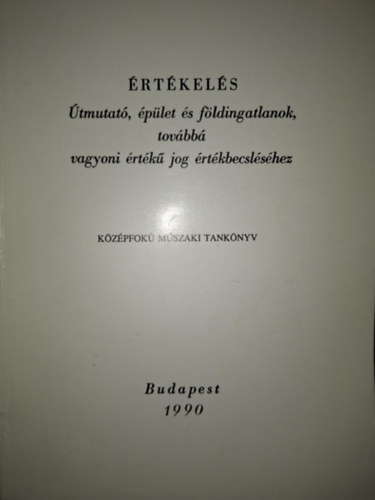 ÉRTÉKELÉS
Útmutató, épület és földingatlanok,
továbbá
vagyoni értékű jog értékbecsléséhez
KÖZÉPFOKÚ MŰSZAKI TANKÖNYV
Budapest
1990